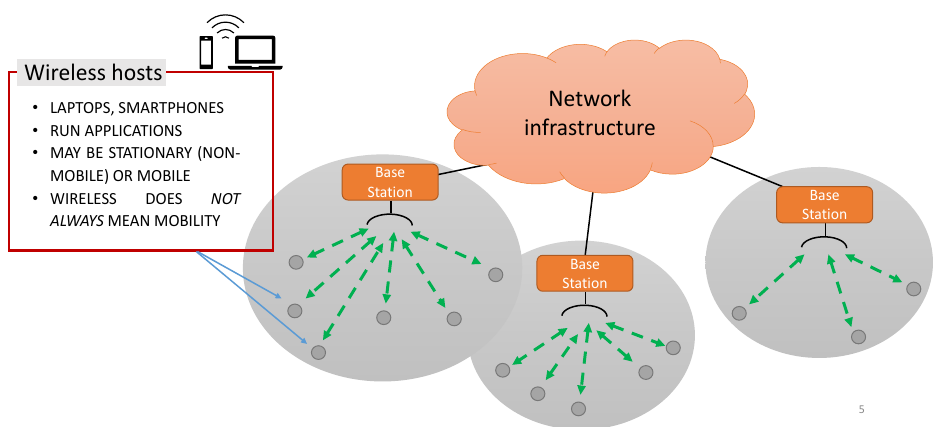 Wireless hosts
• LAPTOPS, SMARTPHONES
• RUN APPLICATIONS
• MAY BE STATIONARY (NON-
MOBILE) OR MOBILE
• WIRELESS DOES NOT
ALWAYS MEAN MOBILITY
Network
infrastructure
Base
Station
Base
Station
Base
Station
5